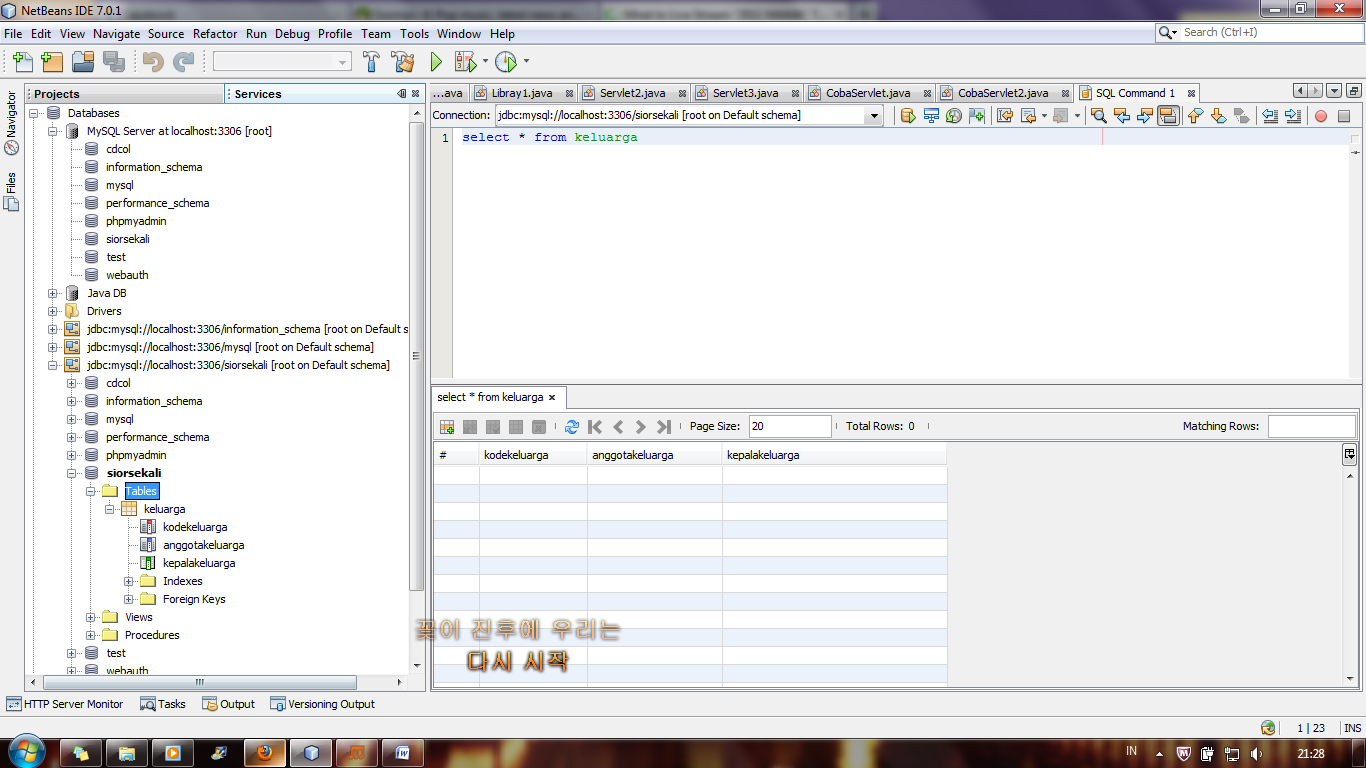 NetBeans IDE 7.0.1
File Edit View Navigate Source Refactor Run Debug Profile Team Tools Window Help
Search (Ctrl+I)
Projects
Services
...ava
Libray1.java
Servlet2.java
Servlet3.java
CobaServlet.java
CobaServlet2.java
SQL Command 1
Navigator
Files
Databases
MySQL Server at localhost:3306 [root]
cdcol
information_schema
mysql
performance_schema
phpmyadmin
siorsekali
test
webauth
Java DB
Drivers
jdbc:mysql://localhost:3306/information_schema [root on Default s
jdbc:mysql://localhost:3306/mysql [root on Default schema]
jdbc:mysql://localhost:3306/siorsekali [root on Default schema]
cdcol
information_schema
mysql
performance_schema
phpmyadmin
siorsekali
Tables
keluarga
kodekeluarga
anggotakeluarga
kepalakeluarga
Indexes
Foreign Keys
Views
Procedures
test
webauth
Connection: jdbc:mysql://localhost:3306/siorsekali [root on Default schema]
1 select * from keluarga
select * from keluarga
Page Size: 20 Total Rows: 0 Matching Rows:
# kodekeluarga anggotakeluarga kepalakeluarga
꽃이 진후에 우리는
다시 시작
HTTP Server Monitor Tasks Output Versioning Output
1 | 23 INS
IN 21:28